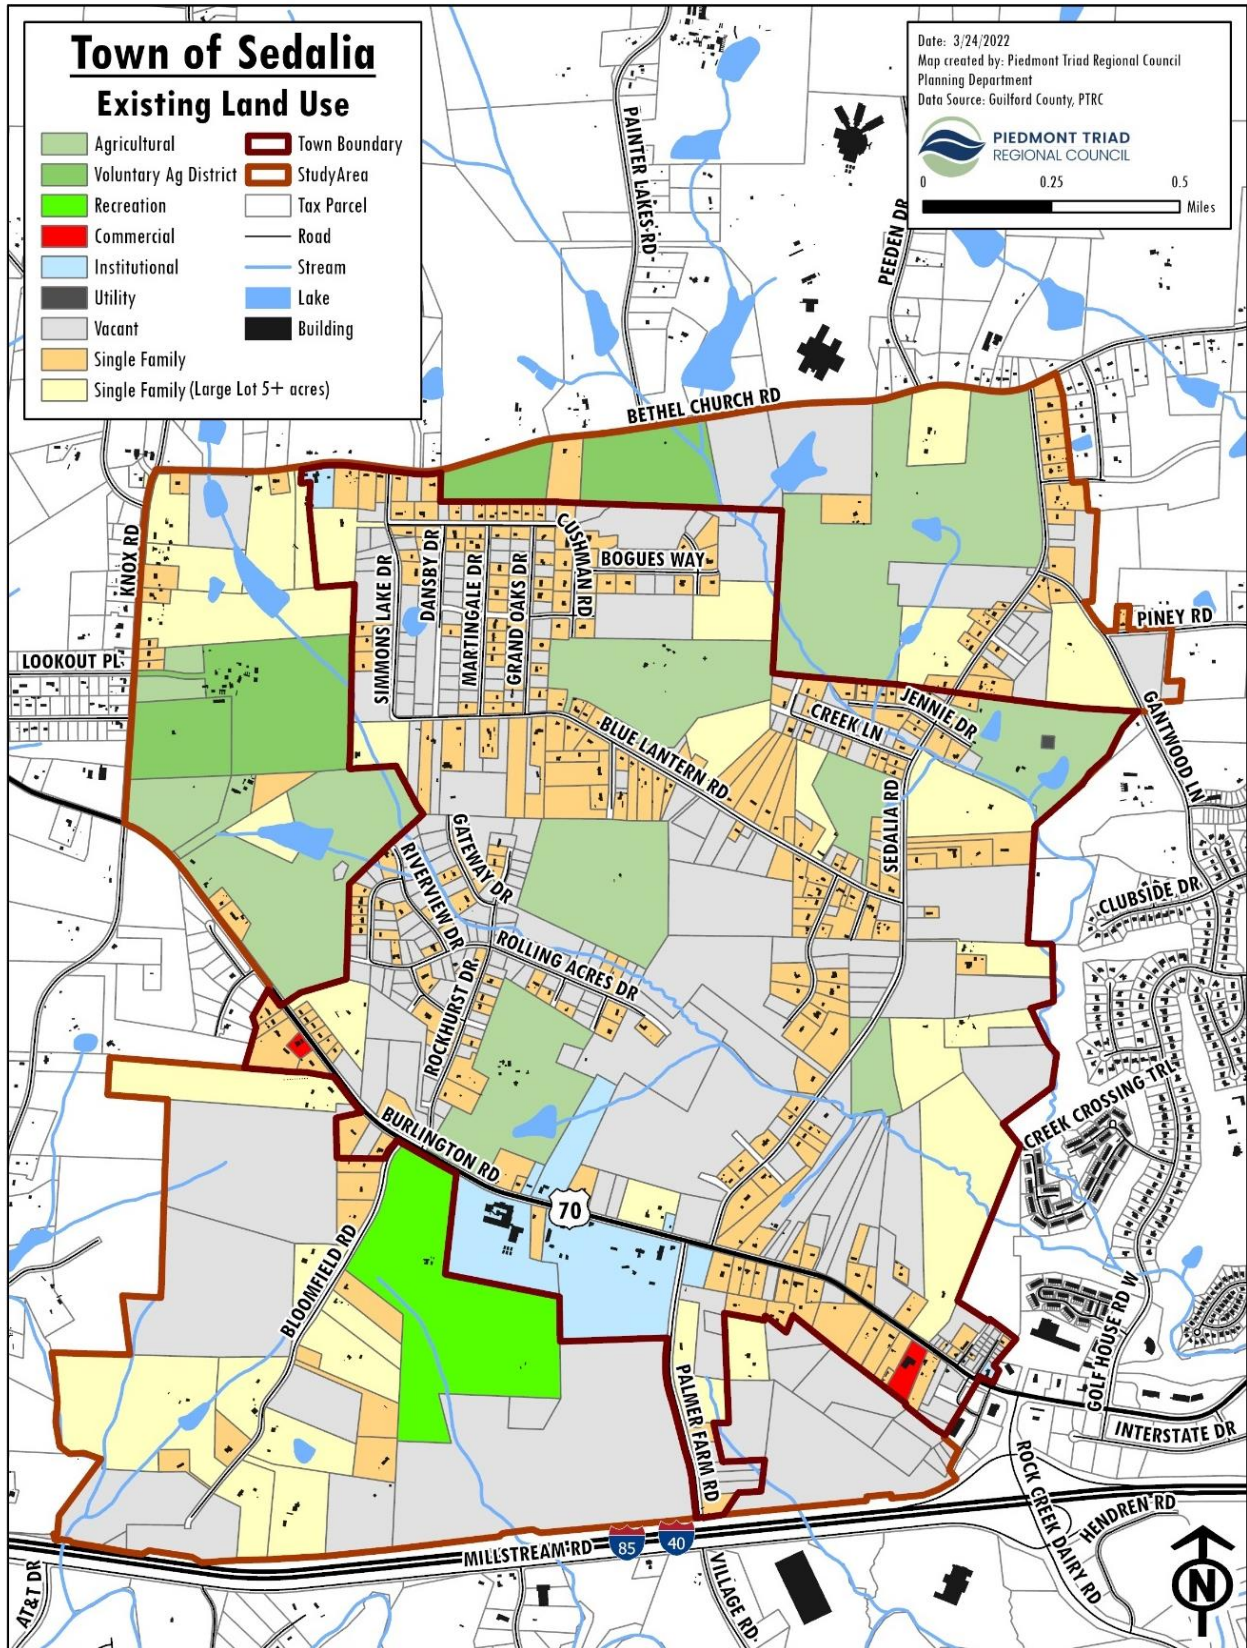 Town of Sedalia
Existing Land Use
Agricultural
Voluntary Ag District
Recreation
Commercial
Institutional
Utility
Vacant
Single Family
Single Family (Large Lot 5+ acres)
Town Boundary
StudyArea
Tax Parcel
Road
Stream
Lake
Building
Date: 3/24/2022
Map created by: Piedmont Triad Regional Council
Planning Department
Data Source: Guilford County, PTRC
PIEDMONT TRIAD
REGIONAL COUNCIL
0 0.25 0.5
Miles
PAINTER LAKES RD
PEEDEN DR
BETHEL CHURCH RD
KNOX RD
CUSHMAN RD
BOGUES WAY
SIMMONS LAKE DR
DANSBY DR
MARTINGALE DR
GRAND OAKS DR
PINEY RD
LOOKOUT PL
GANTWOOD LN
JENNIE DR
CREEK LN
BLUE LANTERN RD
SEDALIA RD
GATEWAY DR
RIVERVIEW DR
CLUBSIDE DR
ROLLING ACRES DR
ROCKHURST DR
CREEK CROSSING TRL
BURLINGTON RD
70
BLOOMFIELD RD
GOLF HOUSE RD W
PALMER FARM RD
INTERSTATE DR
ROCK CREEK DAIRY RD
HENDREN RD
MILLSTREAM RD
85
40
AT&T DR
VILLAGE RD
N